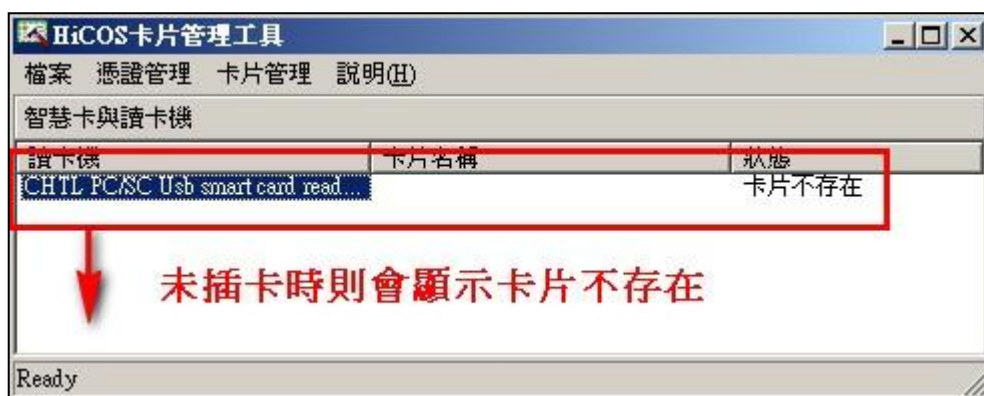 HiCOS卡片管理工具
檔案 憑證管理 卡片管理 說明(H)
智慧卡與讀卡機
讀卡機 卡片名稱 狀態
CHTL PC/SC Usb smart card read... 卡片不存在
未插卡時則會顯示卡片不存在
Ready